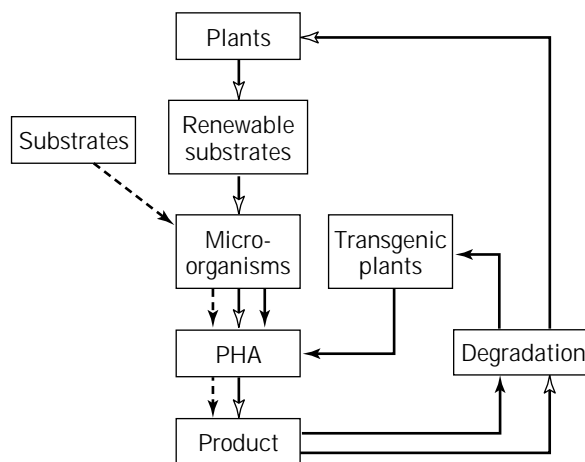 Plants
Substrates
Renewable
substrates
Micro-
organisms
Transgenic
plants
PHA
Degradation
Product